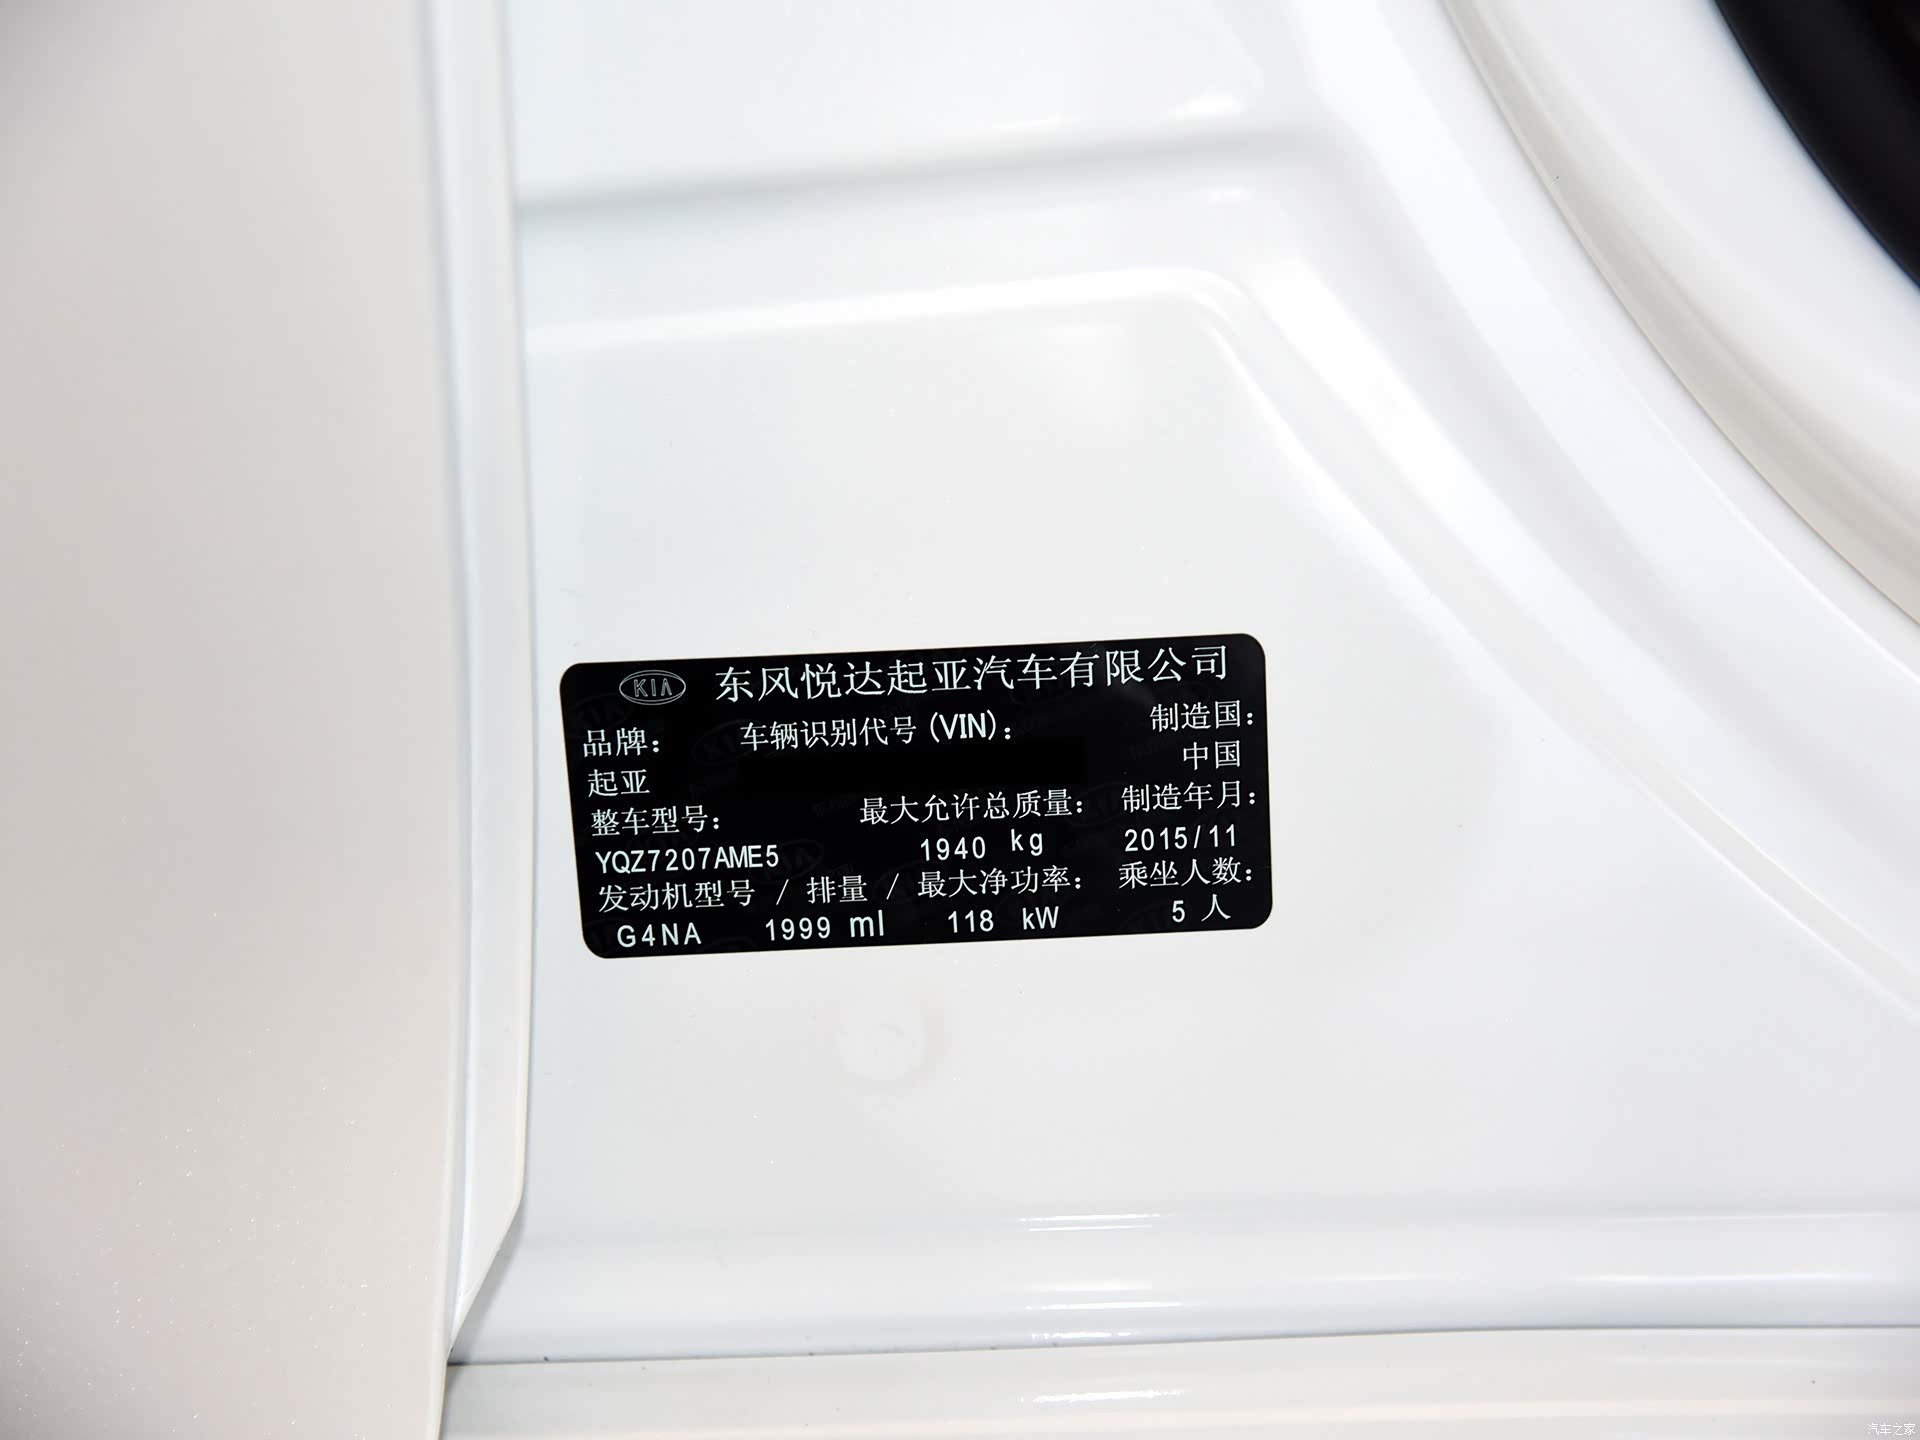 KIA 东风悦达起亚汽车有限公司
品牌： 车辆识别代号(VIN)： 制造国：
起亚 中国
整车型号： 最大允许总质量： 制造年月：
YQZ7207AME5 1940 kg 2015/11
发动机型号 / 排量 / 最大净功率： 乘坐人数：
G4NA 1999 ml 118 kW 5 人
汽车之家